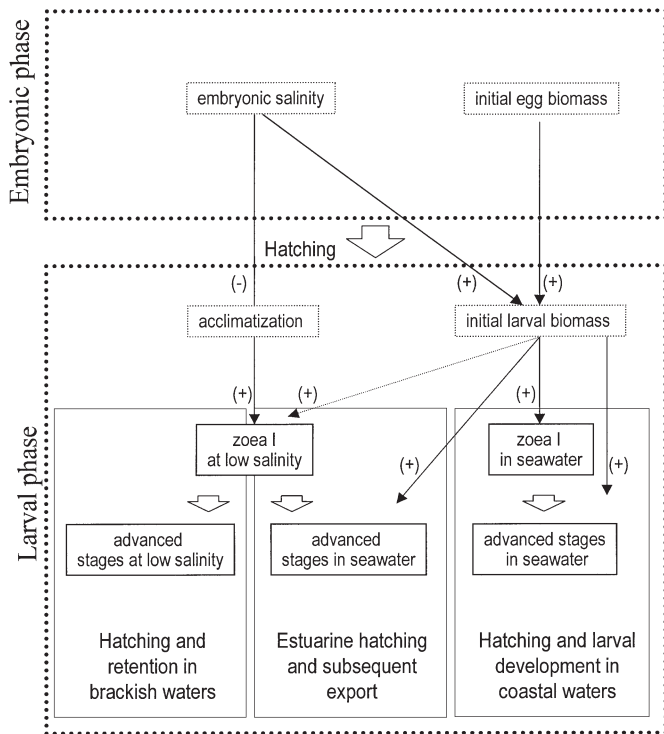 Embryonic phase
embryonic salinity
initial egg biomass
Hatching
(-)
(+)
(+)
acclimatization
initial larval biomass
Larval phase
(+)
(+)
zoea I
at low salinity
zoea I
in seawater
(+)
(+)
(+)
advanced
stages at low salinity
advanced
stages in seawater
advanced stages
in seawater
Hatching and
retention in
brackish waters
Estuarine hatching
and subsequent
export
Hatching and larval
development in
coastal waters